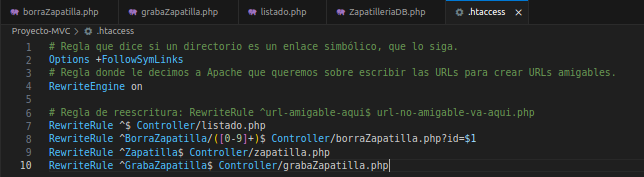 borraZapatilla.php grabaZapatilla.php listado.php ZapatilleriaDB.php .htaccess ×
Proyecto-MVC > .htaccess
1 # Regla que dice si un directorio es un enlace simbólico, que lo siga.
2 Options +FollowSymLinks
3 # Regla donde le decimos a Apache que queremos sobre escribir las URLs para crear URLs amigables.
4 RewriteEngine on
5
6 # Regla de reescritura: RewriteRule ^url-amigable-aqui$ url-no-amigable-va-aqui.php
7 RewriteRule ^$ Controller/listado.php
8 RewriteRule ^BorraZapatilla/([0-9]+)$ Controller/borraZapatilla.php?id=$1
9 RewriteRule ^Zapatilla$ Controller/zapatilla.php
10 RewriteRule ^GrabaZapatilla$ Controller/grabaZapatilla.php